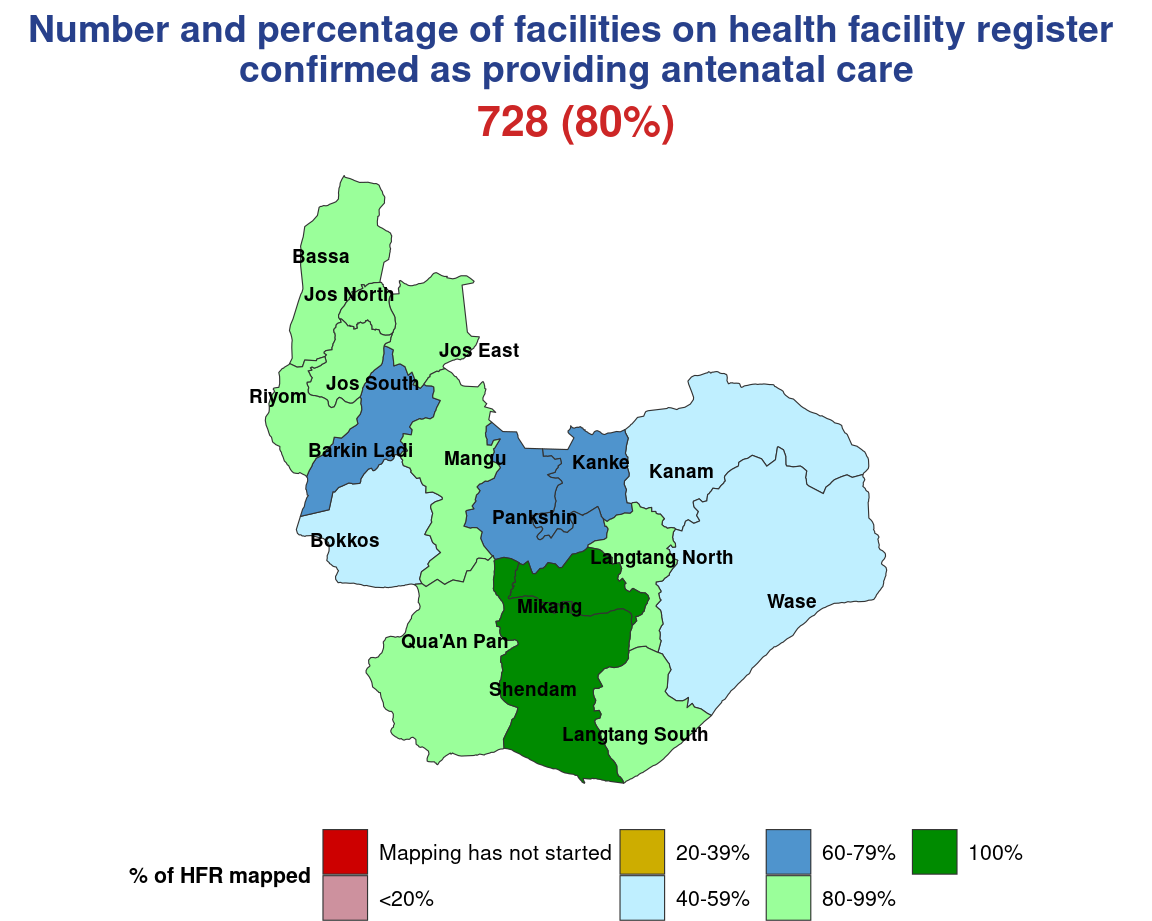 Number and percentage of facilities on health facility register
confirmed as providing antenatal care
728 (80%)
Bassa
Jos North
Jos East
Jos South
Riyom
Barkin Ladi
Mangu
Kanke
Kanam
Pankshin
Bokkos
Langtang North
Wase
Mikang
Qua'An Pan
Shendam
Langtang South
% of HFR mapped
Mapping has not started
<20%
20-39%
40-59%
60-79%
80-99%
100%